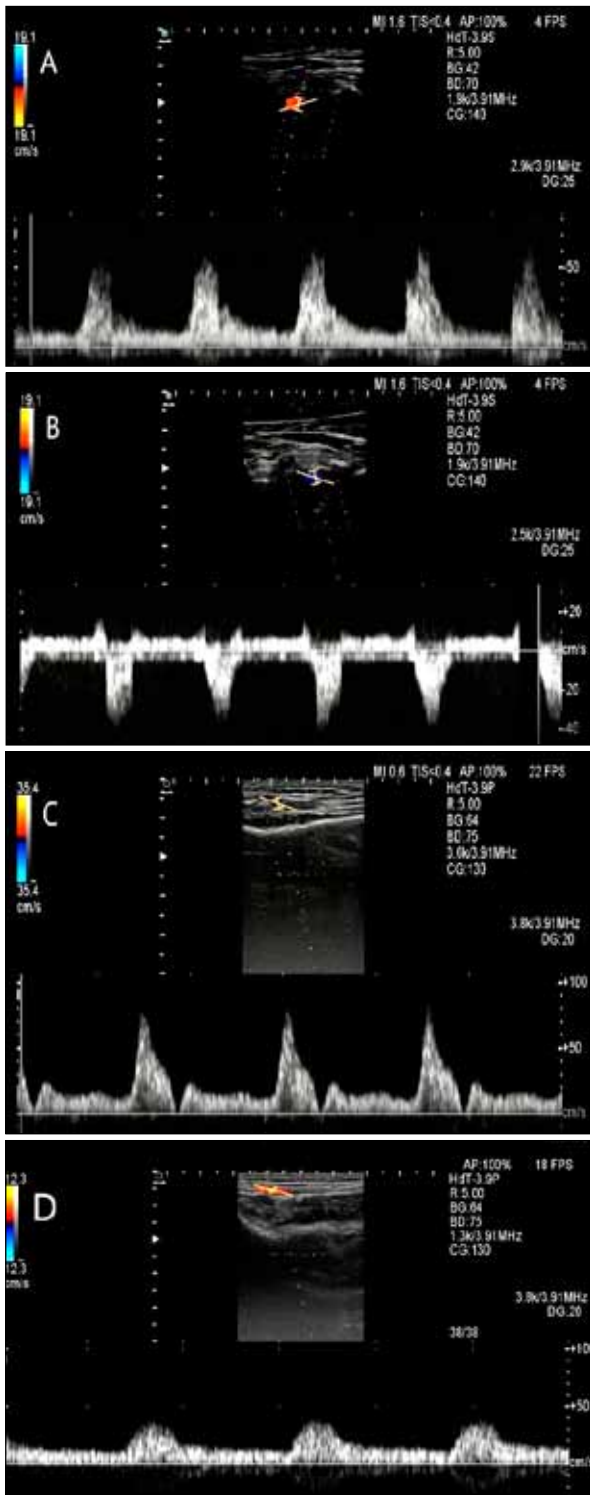 MI 1.6 TIS<0.4 AP:100% 4 FPS
19.1
A
HdT-3.9S
R:5.00
BG:42
BD:70
1.9k/3.91MHz
CG:140
19.1
cm/s
2.9k/3.91MHz
DG:25
50
cm/s
MI 1.6 TIS<0.4 AP:100% 4 FPS
19.1
B
HdT-3.9S
R:5.00
BG:42
BD:70
1.9k/3.91MHz
CG:140
19.1
cm/s
2.5k/3.91MHz
DG:25
+20
cm/s
20
40
MI 0.6 TIS<0.4 AP:100% 22 FPS
35.4
C
HdT-3.9P
R:5.00
BG:64
BD:75
3.6k/3.91MHz
CG:133
35.4
cm/s
3.8k/3.91MHz
DG:20
+100
+50
cm/s
AP:100% 18 FPS
12.3
D
HdT-3.9P
R:5.00
BG:64
BD:75
1.3k/3.91MHz
CG:130
12.3
cm/s
3.8k/3.91MHz
DG:20
38/38
+100
+50
cm/s